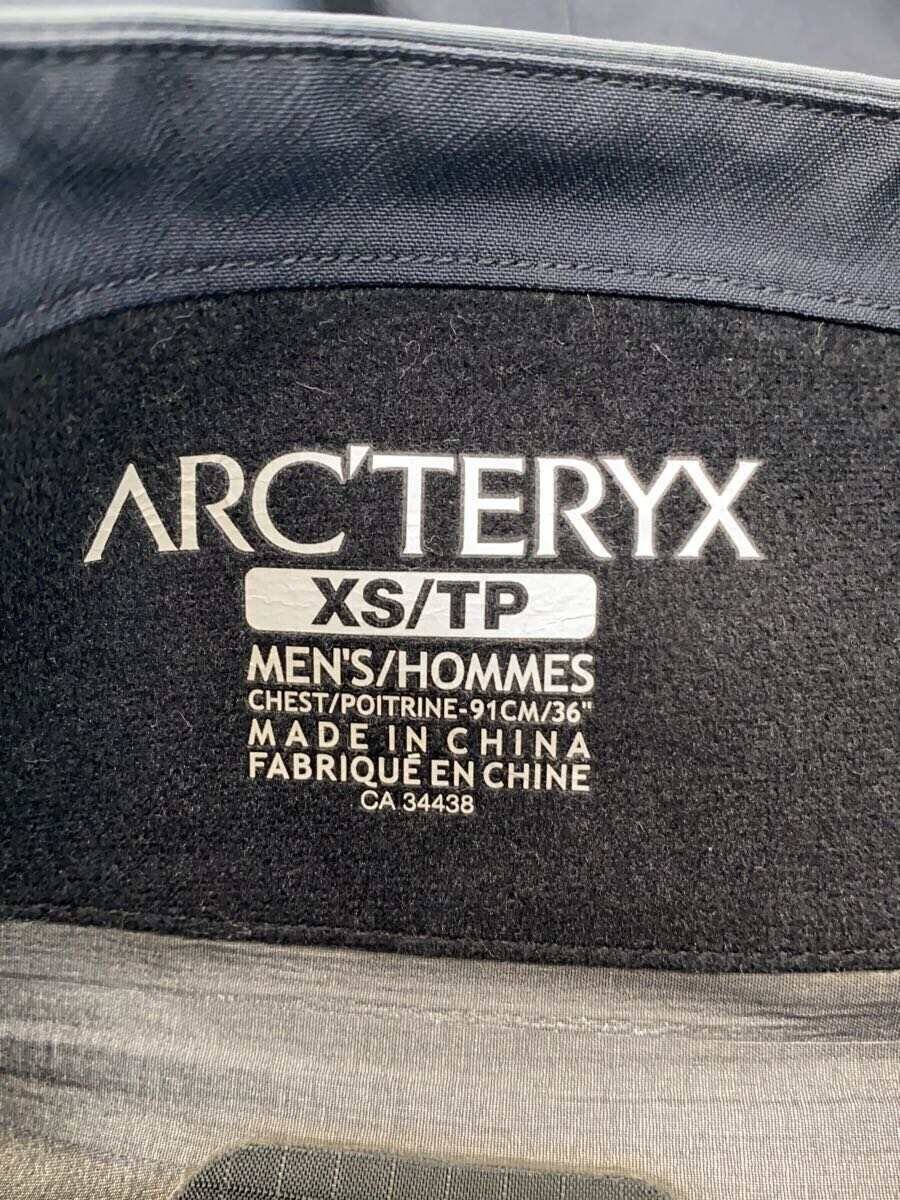 ARC'TERYX
XS/TP
MEN'S/HOMMES
CHEST/POITRINE-91CM/36"
MADE IN CHINA
FABRIQUÉ EN CHINE
CA 34438